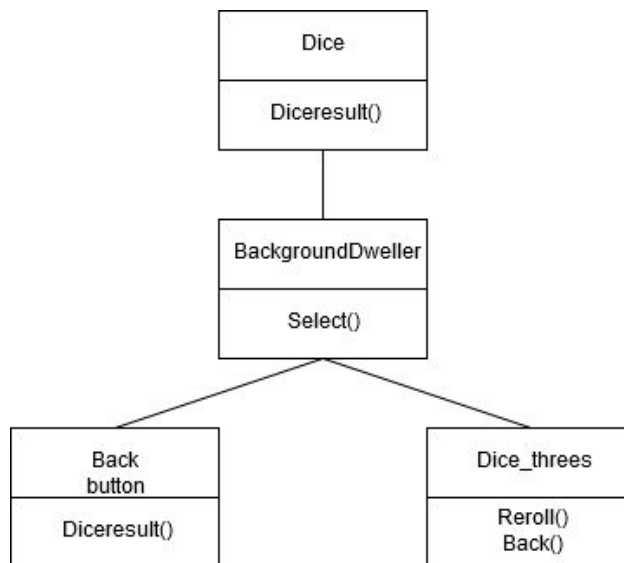 Dice
Diceresult()
BackgroundDweller
Select()
Back
button
Diceresult()
Dice_threes
Reroll()
Back()